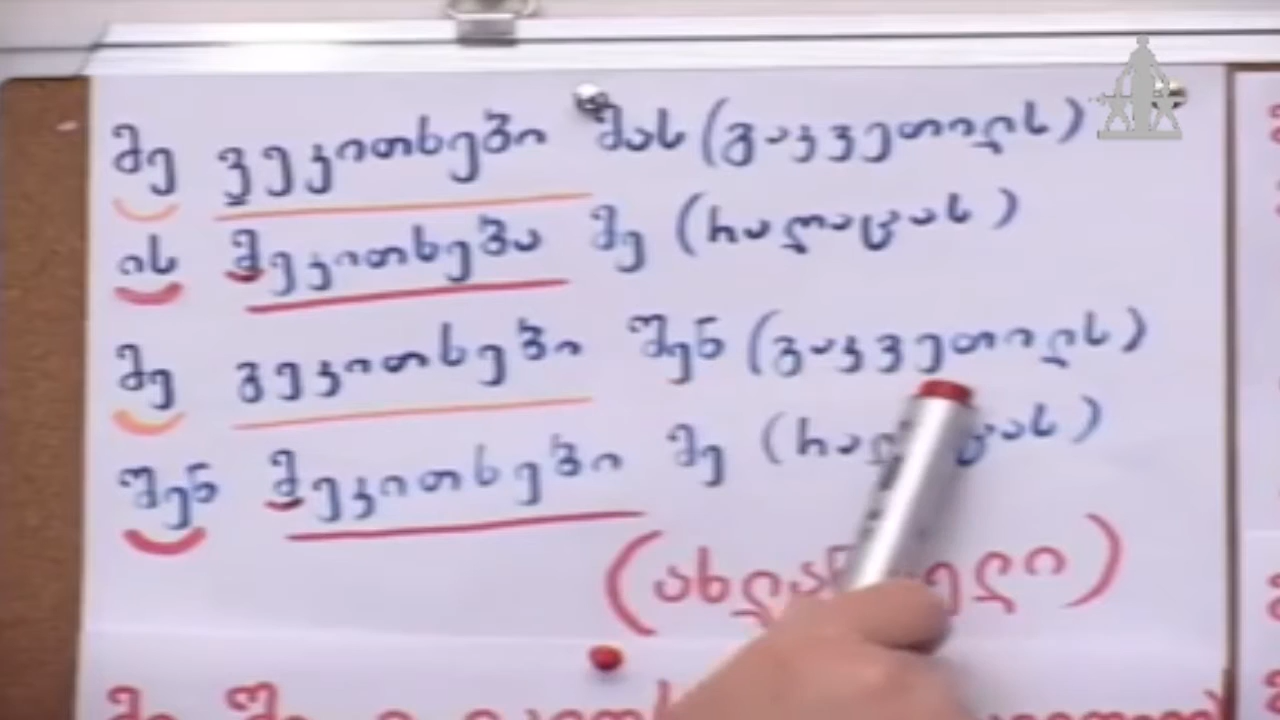 მე ვეკითხები მას (გაკვეთილს)
ის მეკითხება მე (რაღაცას)
მე გეკითხები შენ (გაკვეთილს)
შენ მეკითხები მე